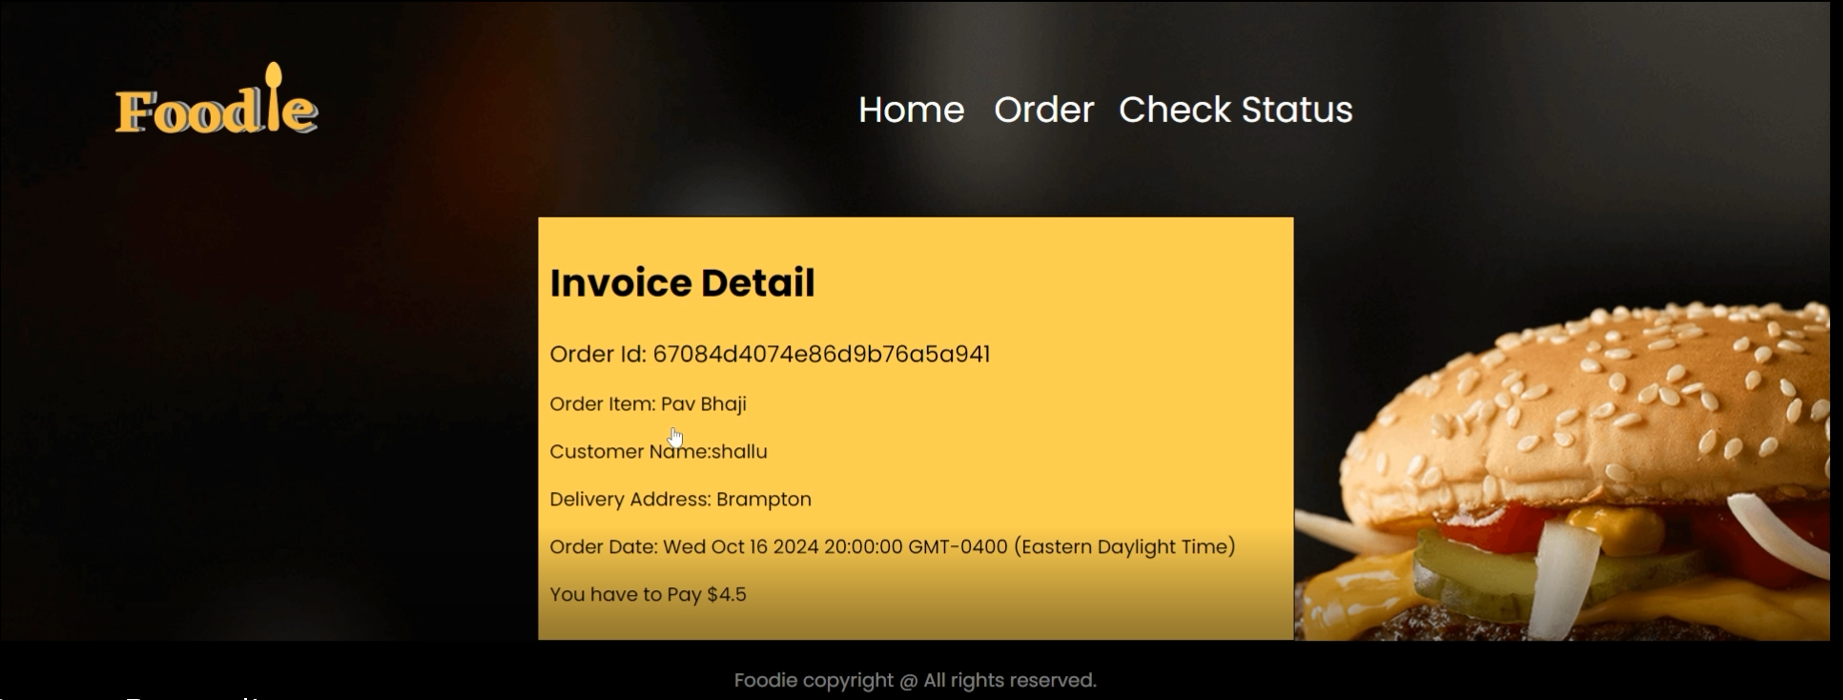 Foodie
Home Order Check Status
Invoice Detail
Order Id: 67084d4074e86d9b76a5a941
Order Item: Pav Bhaji
Customer Name:shallu
Delivery Address: Brampton
Order Date: Wed Oct 16 2024 20:00:00 GMT-0400 (Eastern Daylight Time)
You have to Pay $4.5
Foodie copyright @ All rights reserved.